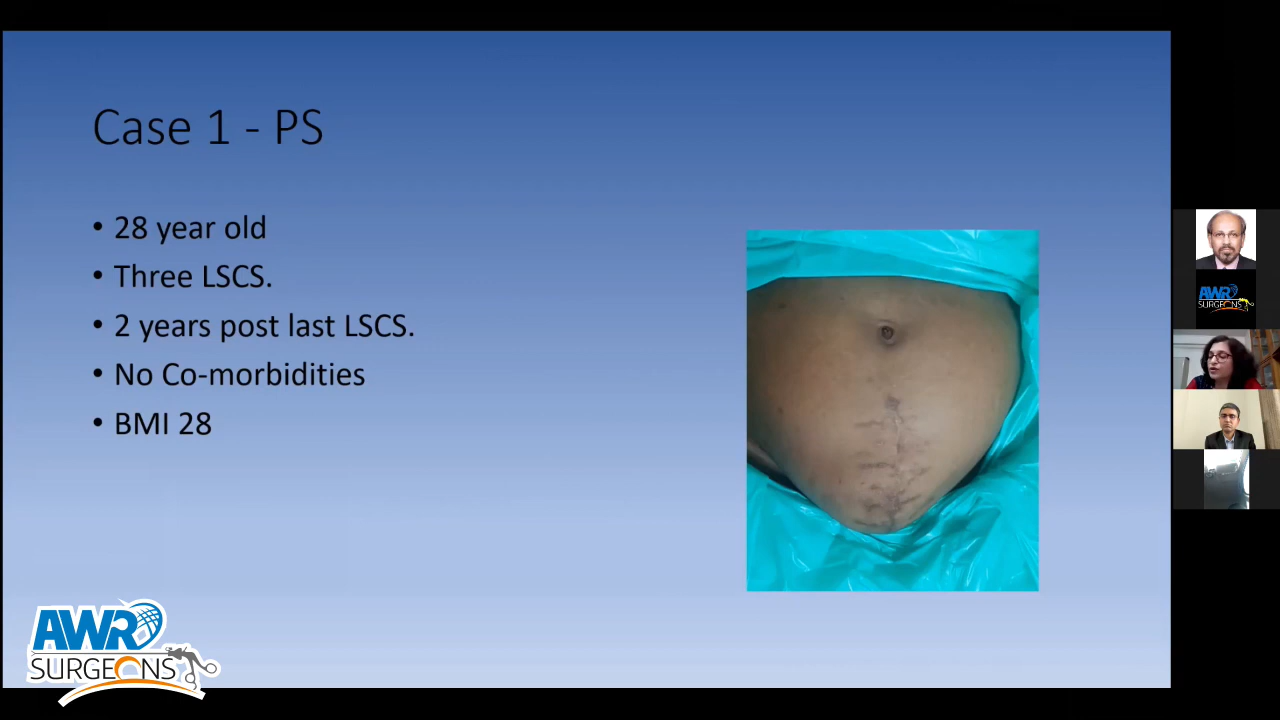 Case 1 - PS
• 28 year old
• Three LSCS.
• 2 years post last LSCS.
• No Co-morbidities
• BMI 28
AWR
SURGEONS
AWR
SURGEONS